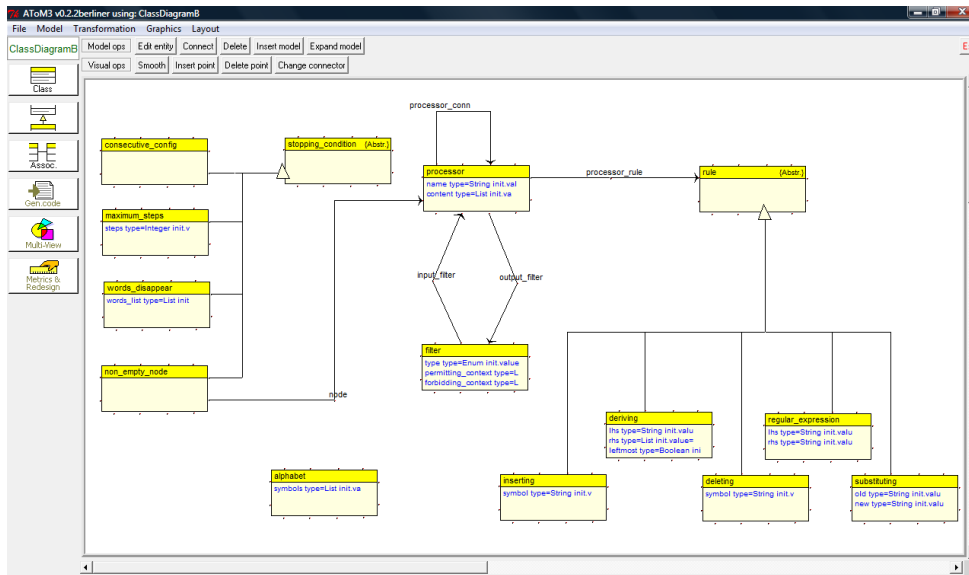 AToM3 v0.2.2berliner using: ClassDiagramB
File Model Transformation Graphics Layout
ClassDiagramB
Model ops Edit entity Connect Delete Insert model Expand model
Visual ops Smooth Insert point Delete point Change connector
Class
Assoc.
Gen.code
Multi-View
Metrics &
Redesign
processor_conn
consecutive_config
stopping_condition {Abstr.}
processor
name type=String init.val
content type=List init.va
processor_rule
rule {Abstr.}
maximum_steps
steps type=Integer init.v
input_filter
output_filter
words_disappear
words_list type=List init
non_empty_node
node
filter
type type=Enum init.value
permitting_context type=L
forbidding_context type=L
deriving
lhs type=String init.valu
rhs type=List init.value=
leftmost type=Boolean ini
regular_expression
lhs type=String init.valu
rhs type=String init.valu
alphabet
symbols type=List init.va
inserting
symbol type=String init.v
deleting
symbol type=String init.v
substituting
old type=String init.valu
new type=String init.valu